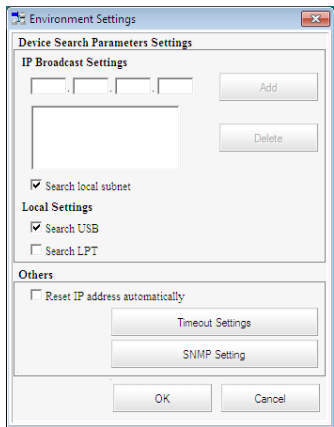 Environment Settings
Device Search Parameters Settings
IP Broadcast Settings
. . . Add
Delete
Search local subnet
Local Settings
Search USB
Search LPT
Others
Reset IP address automatically
Timeout Settings
SNMP Setting
OK Cancel